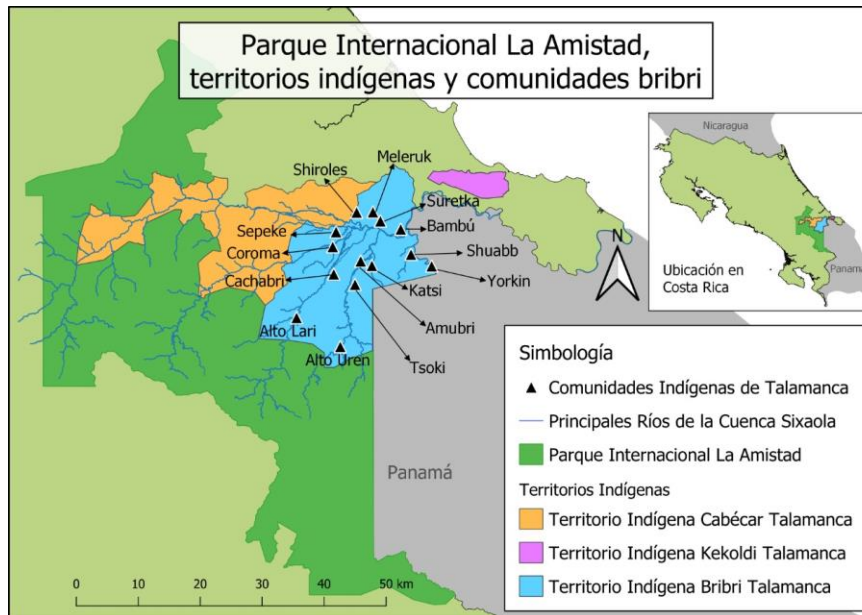 Parque Internacional La Amistad,
territorios indígenas y comunidades bribri
Nicaragua
Panamá
Ubicación en
Costa Rica
Meleruk
Shiroles
Suretka
Sepeke
Bambú
Coroma
Shuabb
Cachabri
Katsi
Yorkin
Alto Lari
Amubri
Alto Uren
Tsoki
N
Panamá
Simbología
Comunidades Indígenas de Talamanca
Principales Ríos de la Cuenca Sixaola
Parque Internacional La Amistad
Territorios Indígenas
Territorio Indígena Cabécar Talamanca
Territorio Indígena Kekoldi Talamanca
Territorio Indígena Bribri Talamanca
0 10 20 30 40 50 km